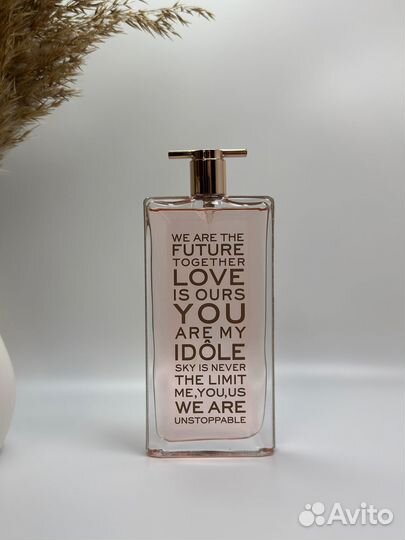 WE ARE THE
FUTURE
TOGETHER
LOVE
IS OURS
YOU
ARE MY
IDÔLE
SKY IS NEVER
THE LIMIT
ME,YOU,US
WE ARE
UNSTOPPABLE
Avito